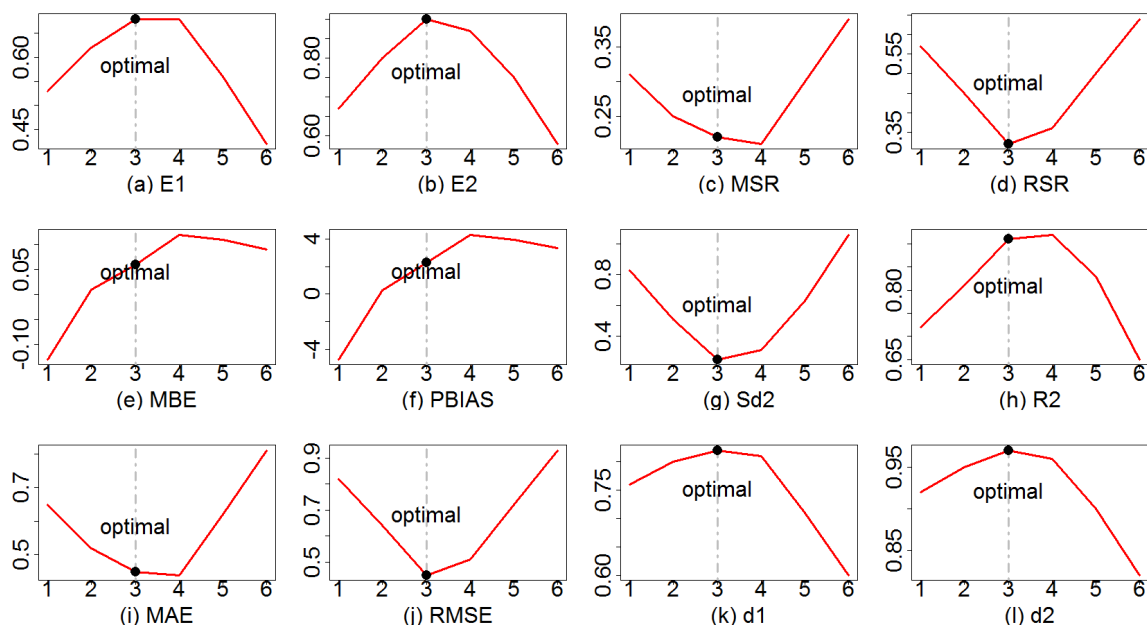 0.45 0.60
optimal
1 2 3 4 5 6
(a) E1
0.60 0.80
optimal
1 2 3 4 5 6
(b) E2
0.25 0.35
optimal
1 2 3 4 5 6
(c) MSR
0.35 0.55
optimal
1 2 3 4 5 6
(d) RSR
-0.10 0.05
optimal
1 2 3 4 5 6
(e) MBE
-4 0 4
optimal
1 2 3 4 5 6
(f) PBIAS
0.4 0.8
optimal
1 2 3 4 5 6
(g) Sd2
0.65 0.80
optimal
1 2 3 4 5 6
(h) R2
0.5 0.7
optimal
1 2 3 4 5 6
(i) MAE
0.5 0.7 0.9
optimal
1 2 3 4 5 6
(j) RMSE
0.60 0.75
optimal
1 2 3 4 5 6
(k) d1
0.85 0.95
optimal
1 2 3 4 5 6
(l) d2